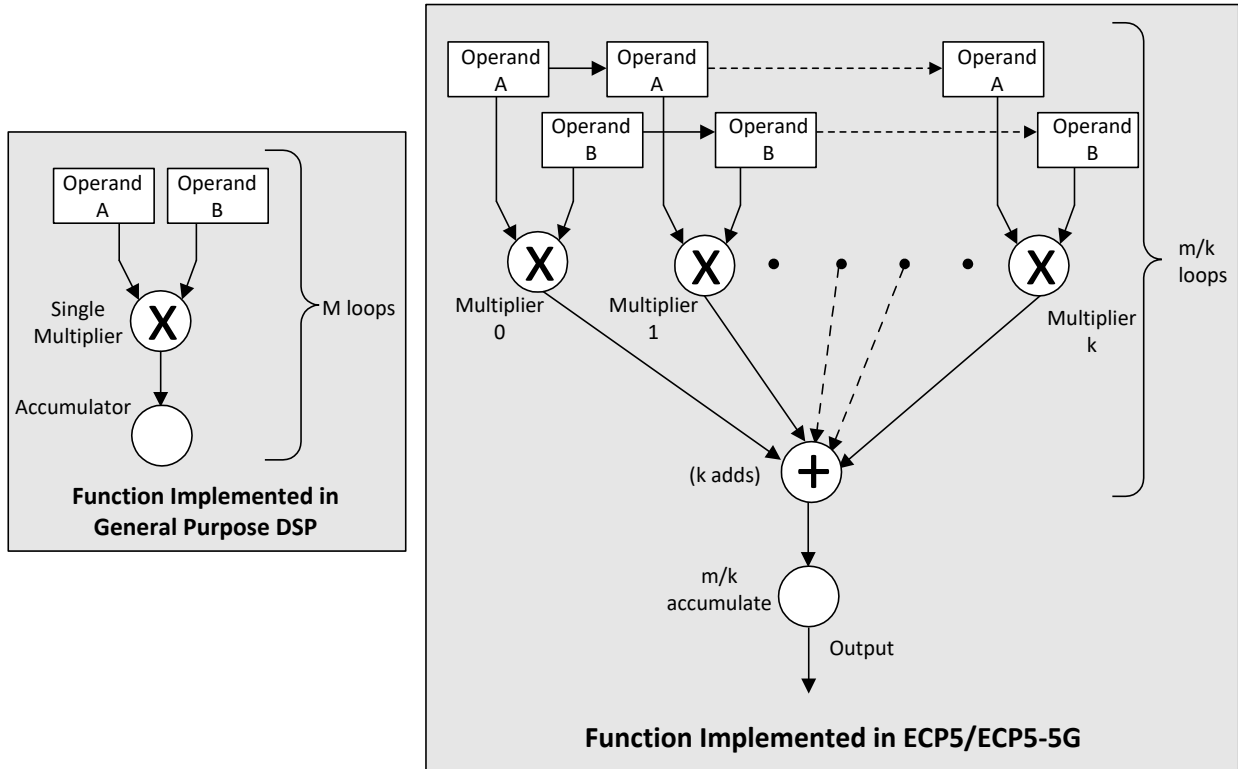 Operand
A
Operand
B
Single
Multiplier
X
Accumulator
M loops
Function Implemented in
General Purpose DSP
Operand
A
Operand
A
Operand
A
Operand
B
Operand
B
Operand
B
X
X
X
Multiplier
0
Multiplier
1
Multiplier
k
m/k
loops
(k adds)
+
m/k
accumulate
Output
Function Implemented in ECP5/ECP5-5G